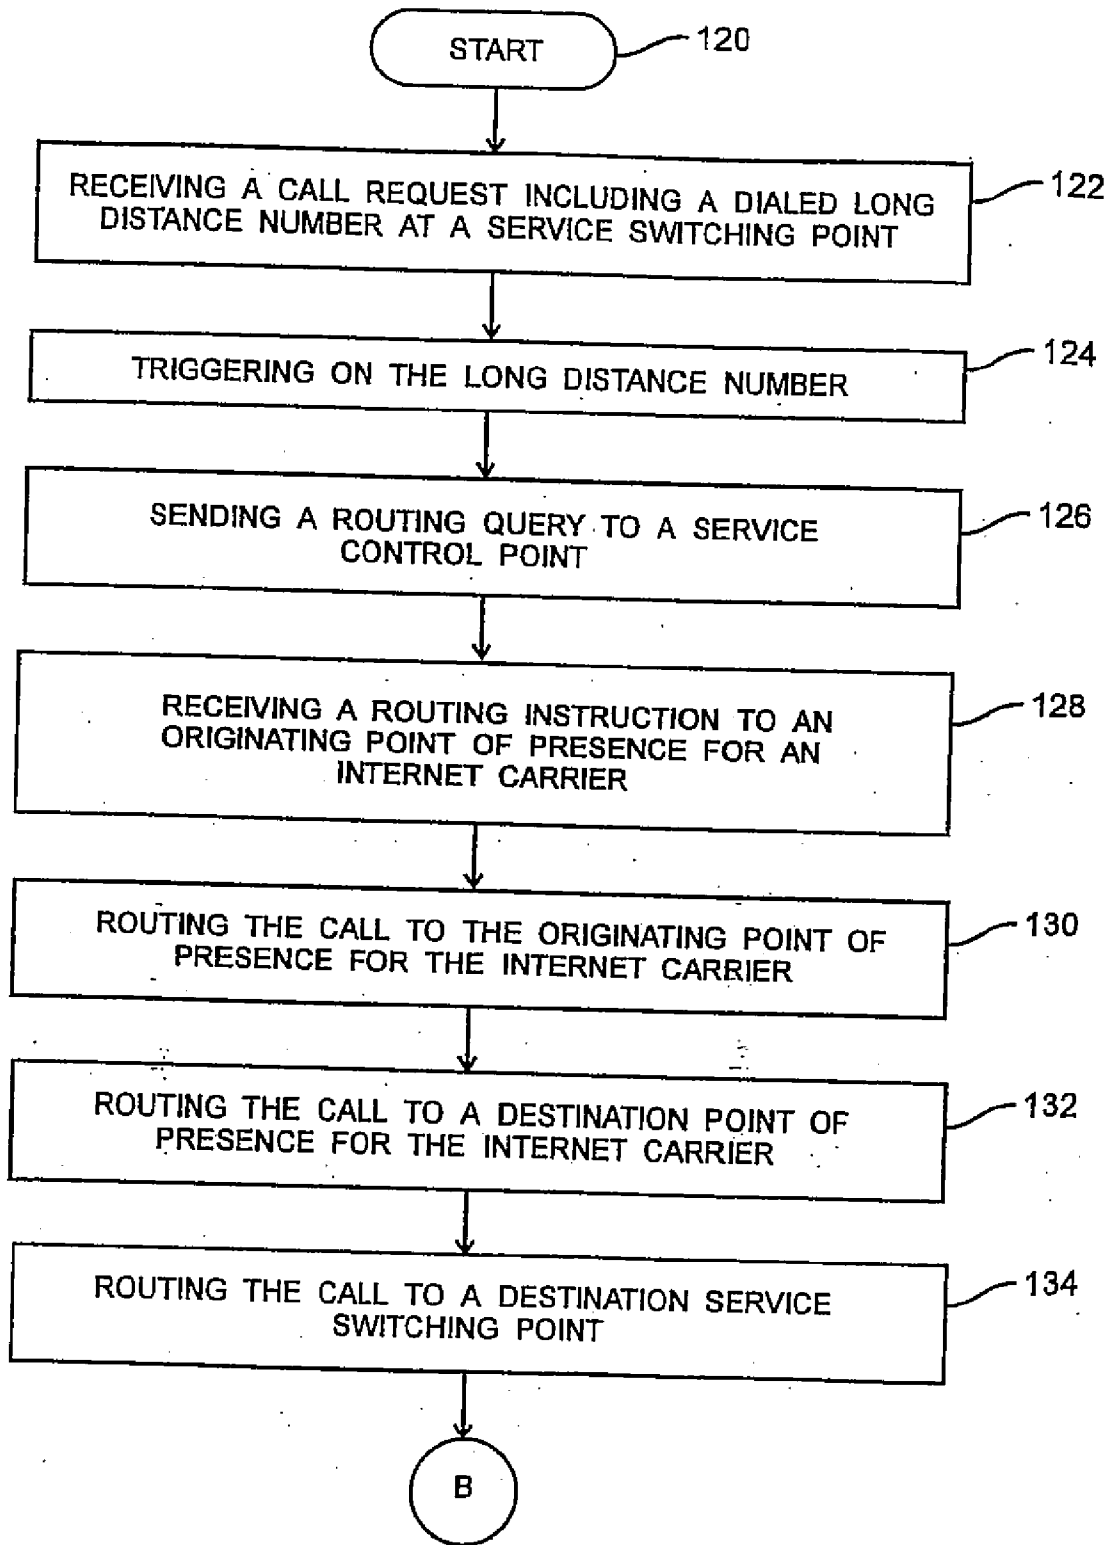 START
120
RECEIVING A CALL REQUEST INCLUDING A DIALED LONG
DISTANCE NUMBER AT A SERVICE SWITCHING POINT
122
TRIGGERING ON THE LONG DISTANCE NUMBER
124
SENDING A ROUTING QUERY TO A SERVICE
CONTROL POINT
126
RECEIVING A ROUTING INSTRUCTION TO AN
ORIGINATING POINT OF PRESENCE FOR AN
INTERNET CARRIER
128
ROUTING THE CALL TO THE ORIGINATING POINT OF
PRESENCE FOR THE INTERNET CARRIER
130
ROUTING THE CALL TO A DESTINATION POINT OF
PRESENCE FOR THE INTERNET CARRIER
132
ROUTING THE CALL TO A DESTINATION SERVICE
SWITCHING POINT
134
B